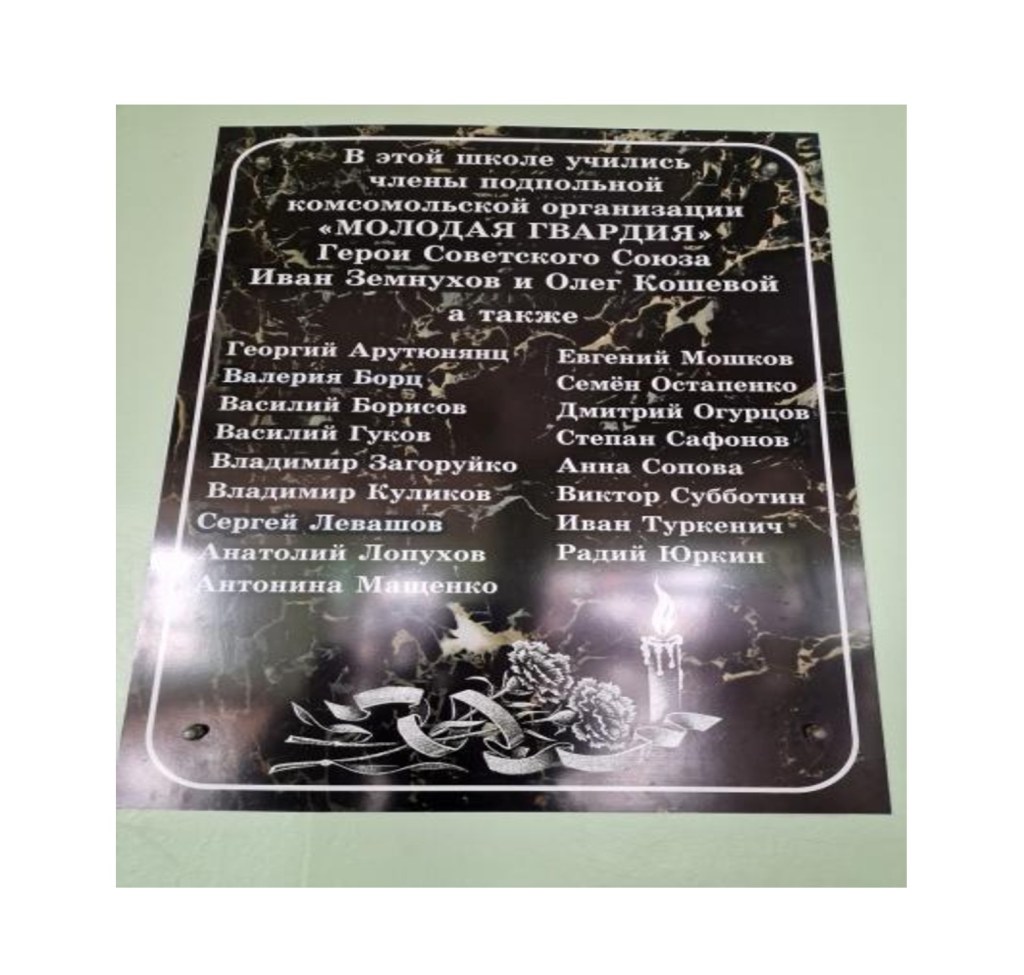 В этой школе учились
члены подпольной
комсомольской организации
«МОЛОДАЯ ГВАРДИЯ»
Герои Советского Союза
Иван Земнухов и Олег Кошевой
а также
Георгий Арутюнянц
Валерия Борц
Василий Борисов
Василий Гуков
Владимир Загоруйко
Владимир Куликов
Сергей Левашов
Анатолий Лопухов
Антонина Мащенко
Евгений Мошков
Семён Остапенко
Дмитрий Огурцов
Степан Сафонов
Анна Сопова
Виктор Субботин
Иван Туркенич
Радий Юркин